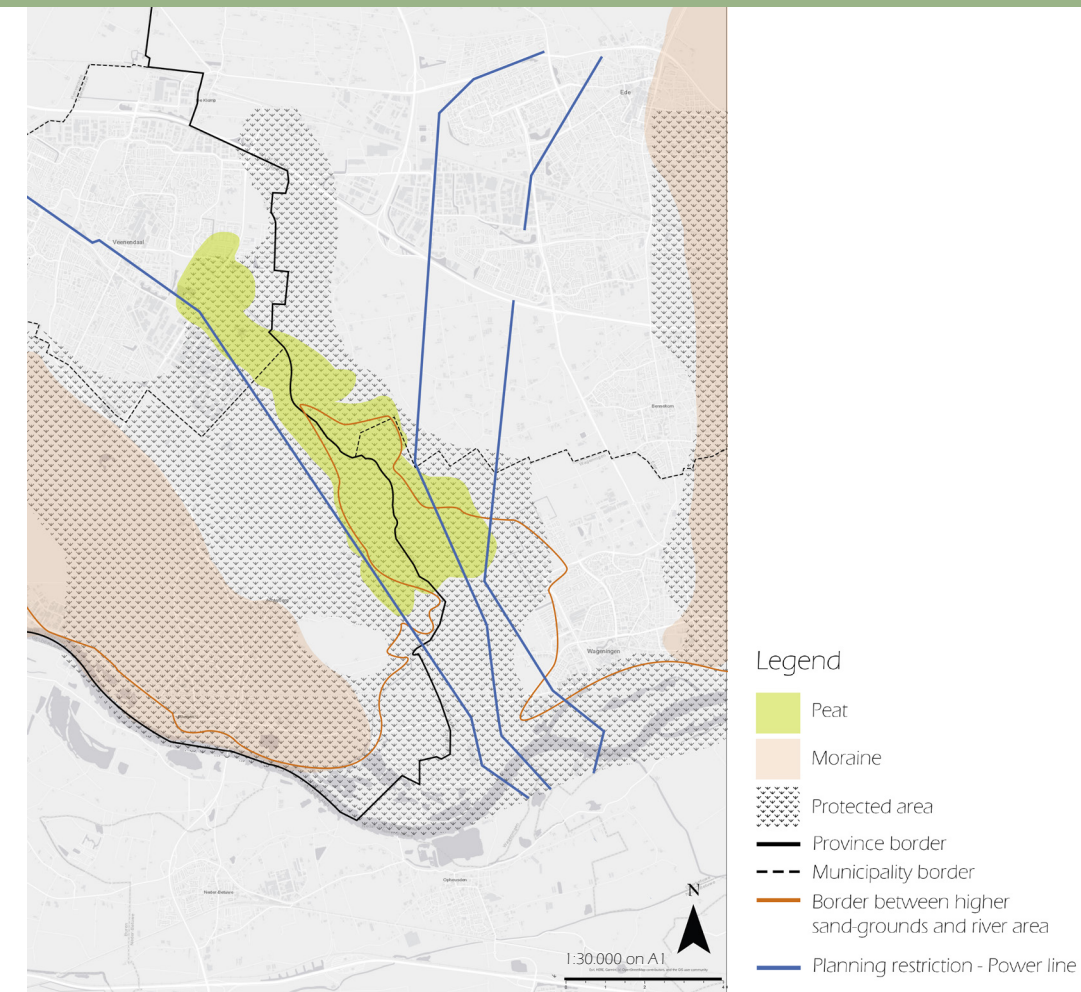 Ede
Veenendaal
Wageningen
Opheusden
N
1:30.000 on A1
Legend
Peat
Moraine
Protected area
Province border
Municipality border
Border between higher
sand-grounds and river area
Planning restriction - Power line